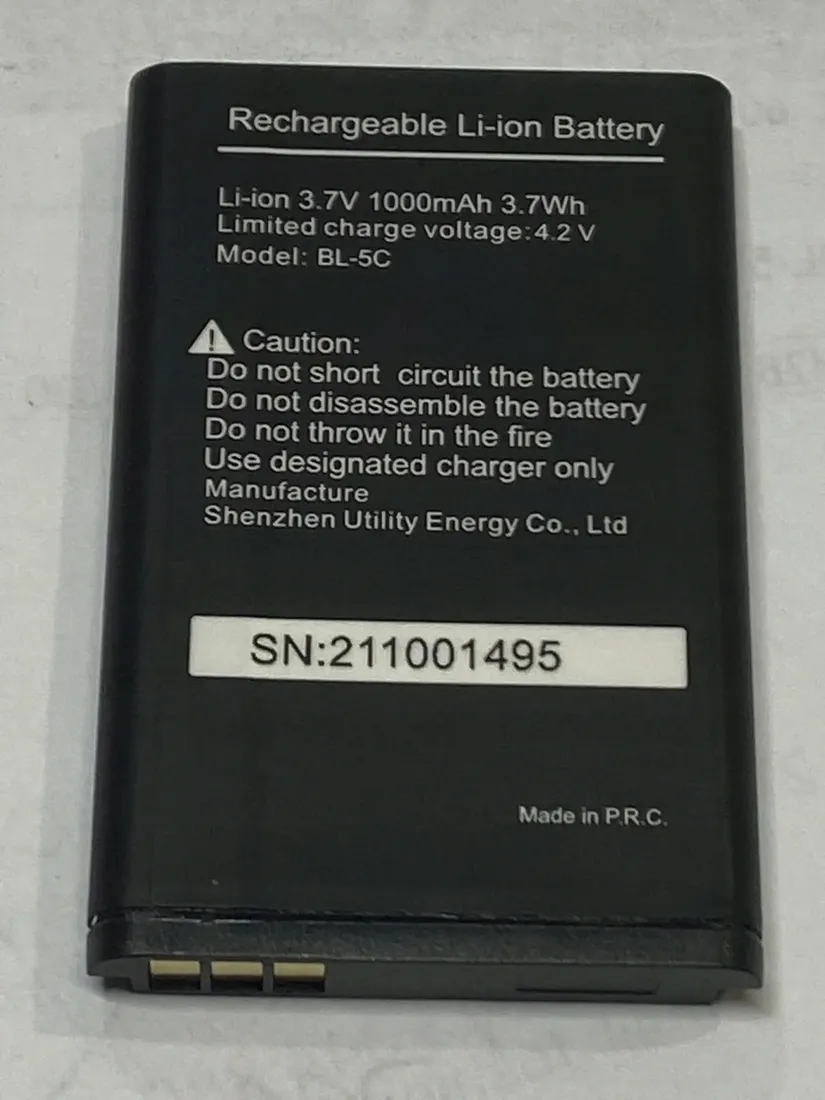 Rechargeable Li-ion Battery
Li-ion 3.7V 1000mAh 3.7Wh
Limited charge voltage:4.2 V
Model: BL-5C
Caution:
Do not short circuit the battery
Do not disassemble the battery
Do not throw it in the fire
Use designated charger only
Manufacture
Shenzhen Utility Energy Co., Ltd
SN:211001495
Made in P.R.C.